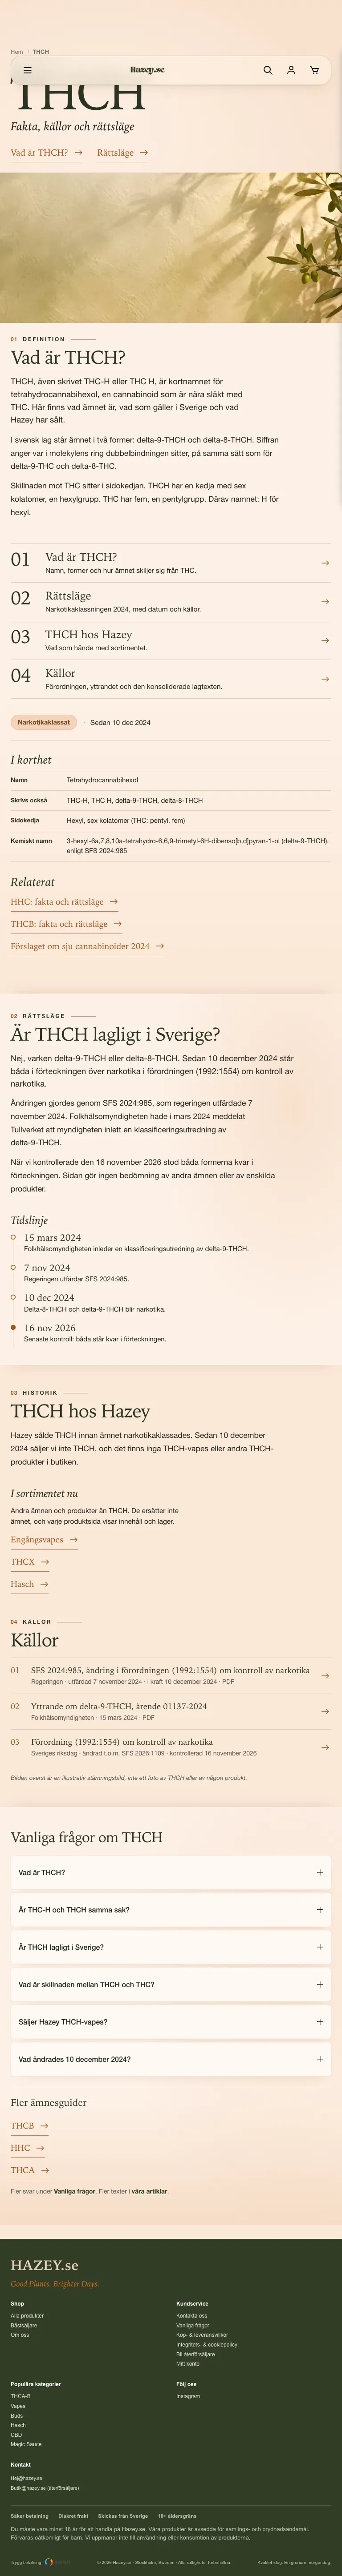 Hem / THCH
Hazey.se
THCH
Fakta, källor och rättsläge
Vad är THCH? →
Rättsläge →
01 DEFINITION
Vad är THCH?
THCH, även skrivet THC-H eller THC H, är kortnamnet för
tetrahydrocannabihexol, en cannabinoid som är nära släkt med
THC. Här finns vad ämnet är, vad som gäller i Sverige och vad
Hazey har sålt.
I svensk lag står ämnet i två former: delta-9-THCH och delta-8-THCH. Siffran
anger var i molekylens ring dubbelbindningen sitter, på samma sätt som för
delta-9-THC och delta-8-THC.
Skillnaden mot THC sitter i sidokedjan. THCH har en kedja med sex
kolatomer, en hexylgrupp. THC har fem, en pentylgrupp. Därav namnet: H för
hexyl.
01 Vad är THCH? →
Namn, former och hur ämnet skiljer sig från THC.
02 Rättsläge →
Narkotikaklassningen 2024, med datum och källor.
03 THCH hos Hazey →
Vad som hände med sortimentet.
04 Källor →
Förordningen, yttrandet och den konsoliderade lagtexten.
Narkotikaklassat · Sedan 10 dec 2024
I korthet
Namn Tetrahydrocannabihexol
Skrivs också THC-H, THC H, delta-9-THCH, delta-8-THCH
Sidokedja Hexyl, sex kolatomer (THC: pentyl, fem)
Kemiskt namn 3-hexyl-6a,7,8,10a-tetrahydro-6,6,9-trimetyl-6H-dibenso[b,d]pyran-1-ol (delta-9-THCH),
enligt SFS 2024:985
Relaterat
HHC: fakta och rättsläge →
THCB: fakta och rättsläge →
Förslaget om sju cannabinoider 2024 →
02 RÄTTSLÄGE
Är THCH lagligt i Sverige?
Nej, varken delta-9-THCH eller delta-8-THCH. Sedan 10 december 2024 står
båda i förteckningen över narkotika i förordningen (1992:1554) om kontroll av
narkotika.
Ändringen gjordes genom SFS 2024:985, som regeringen utfärdade 7
november 2024. Folkhälsomyndigheten hade i mars 2024 meddelat
Tullverket att myndigheten inlett en klassificeringsutredning av
delta-9-THCH.
När vi kontrollerade den 16 november 2026 stod båda formerna kvar i
förteckningen. Sidan gör ingen bedömning av andra ämnen eller av enskilda
produkter.
Tidslinje
15 mars 2024
Folkhälsomyndigheten inleder en klassificeringsutredning av delta-9-THCH.
7 nov 2024
Regeringen utfärdar SFS 2024:985.
10 dec 2024
Delta-8-THCH och delta-9-THCH blir narkotika.
16 nov 2026
Senaste kontroll: båda står kvar i förteckningen.
03 HISTORIK
THCH hos Hazey
Hazey sålde THCH innan ämnet narkotikaklassades. Sedan 10 december
2024 säljer vi inte THCH, och det finns inga THCH-vapes eller andra THCH-
produkter i butiken.
I sortimentet nu
Andra ämnen och produkter än THCH. De ersätter inte
ämnet, och varje produktsida visar innehåll och lager.
Engångsvapes →
THCX →
Hasch →
04 KÄLLOR
Källor
01 SFS 2024:985, ändring i förordningen (1992:1554) om kontroll av narkotika →
Regeringen · utfärdad 7 november 2024 · i kraft 10 december 2024 · PDF
02 Yttrande om delta-9-THCH, ärende 01137-2024 →
Folkhälsomyndigheten · 15 mars 2024 · PDF
03 Förordning (1992:1554) om kontroll av narkotika →
Sveriges riksdag · ändrad t.o.m. SFS 2026:1109 · kontrollerad 16 november 2026
Bilden överst är en illustrativ stämningsbild, inte ett foto av THCH eller av någon produkt.
Vanliga frågor om THCH
Vad är THCH? +
Är THC-H och THCH samma sak? +
Är THCH lagligt i Sverige? +
Vad är skillnaden mellan THCH och THC? +
Säljer Hazey THCH-vapes? +
Vad ändrades 10 december 2024? +
Fler ämnesguider
THCB →
HHC →
THCA →
Fler svar under Vanliga frågor. Fler texter i våra artiklar.
HAZEY.se
Good Plants. Brighter Days.
Shop
Alla produkter
Bästsäljare
Om oss
Kundservice
Kontakta oss
Vanliga frågor
Köp- & leveransvillkor
Integritets- & cookiepolicy
Bli återförsäljare
Mitt konto
Populära kategorier
THCA-B
Vapes
Buds
Hasch
CBD
Magic Sauce
Följ oss
Instagram
Kontakt
Hej@hazey.se
Butik@hazey.se (återförsäljare)
Säker betalning Diskret frakt Skickas från Sverige 18+ åldersgräns
Du måste vara minst 18 år för att handla på Hazey.se. Våra produkter är avsedda för samlings- och prydnadsändamål.
Förvaras oåtkomligt för barn. Vi uppmanar inte till användning eller konsumtion av produkterna.
Trygg betalning
© 2026 Hazey.se · Stockholm, Sweden · Alla rättigheter förbehållna.
Kvalitet idag. En grönare morgondag.